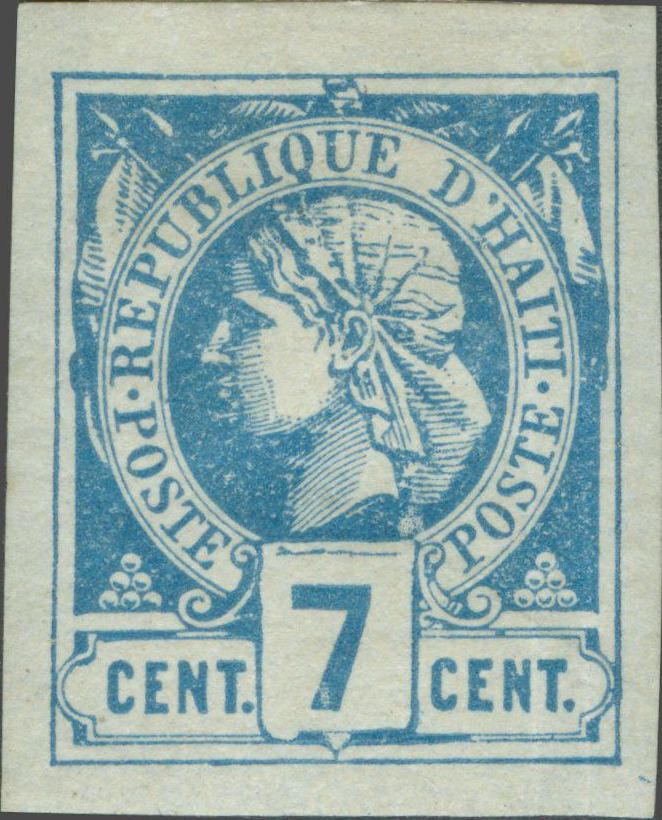 POSTE · REPUBLIQUE D'HAITI · POSTE
CENT. 7 CENT.